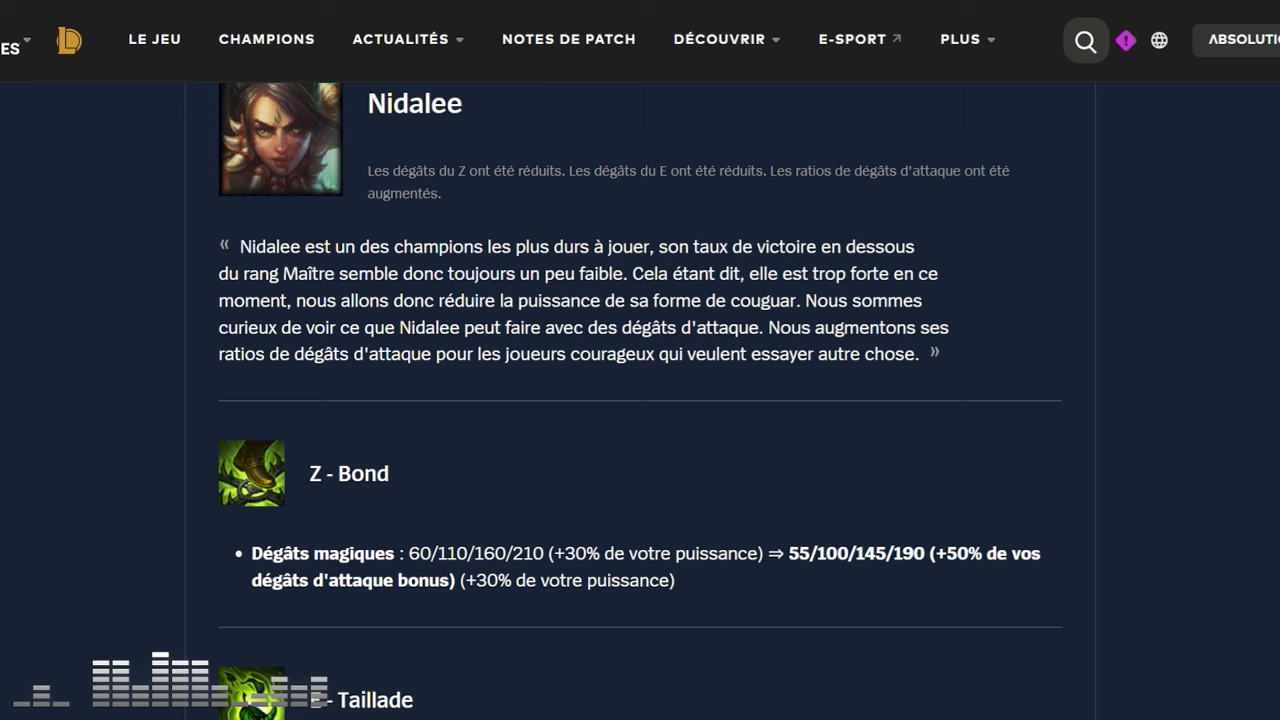 ES
LE JEU
CHAMPIONS
ACTUALITÉS
NOTES DE PATCH
DÉCOUVRIR
E-SPORT
PLUS
Nidalee
Les dégâts du Z ont été réduits. Les dégâts du E ont été réduits. Les ratios de dégâts d'attaque ont été
augmentés.
« Nidalee est un des champions les plus durs à jouer, son taux de victoire en dessous
du rang Maître semble donc toujours un peu faible. Cela étant dit, elle est trop forte en ce
moment, nous allons donc réduire la puissance de sa forme de couguar. Nous sommes
curieux de voir ce que Nidalee peut faire avec des dégâts d'attaque. Nous augmentons ses
ratios de dégâts d'attaque pour les joueurs courageux qui veulent essayer autre chose. »
Z - Bond
• Dégâts magiques : 60/110/160/210 (+30% de votre puissance) ⇒ 55/100/145/190 (+50% de vos
dégâts d'attaque bonus) (+30% de votre puissance)
E - Taillade